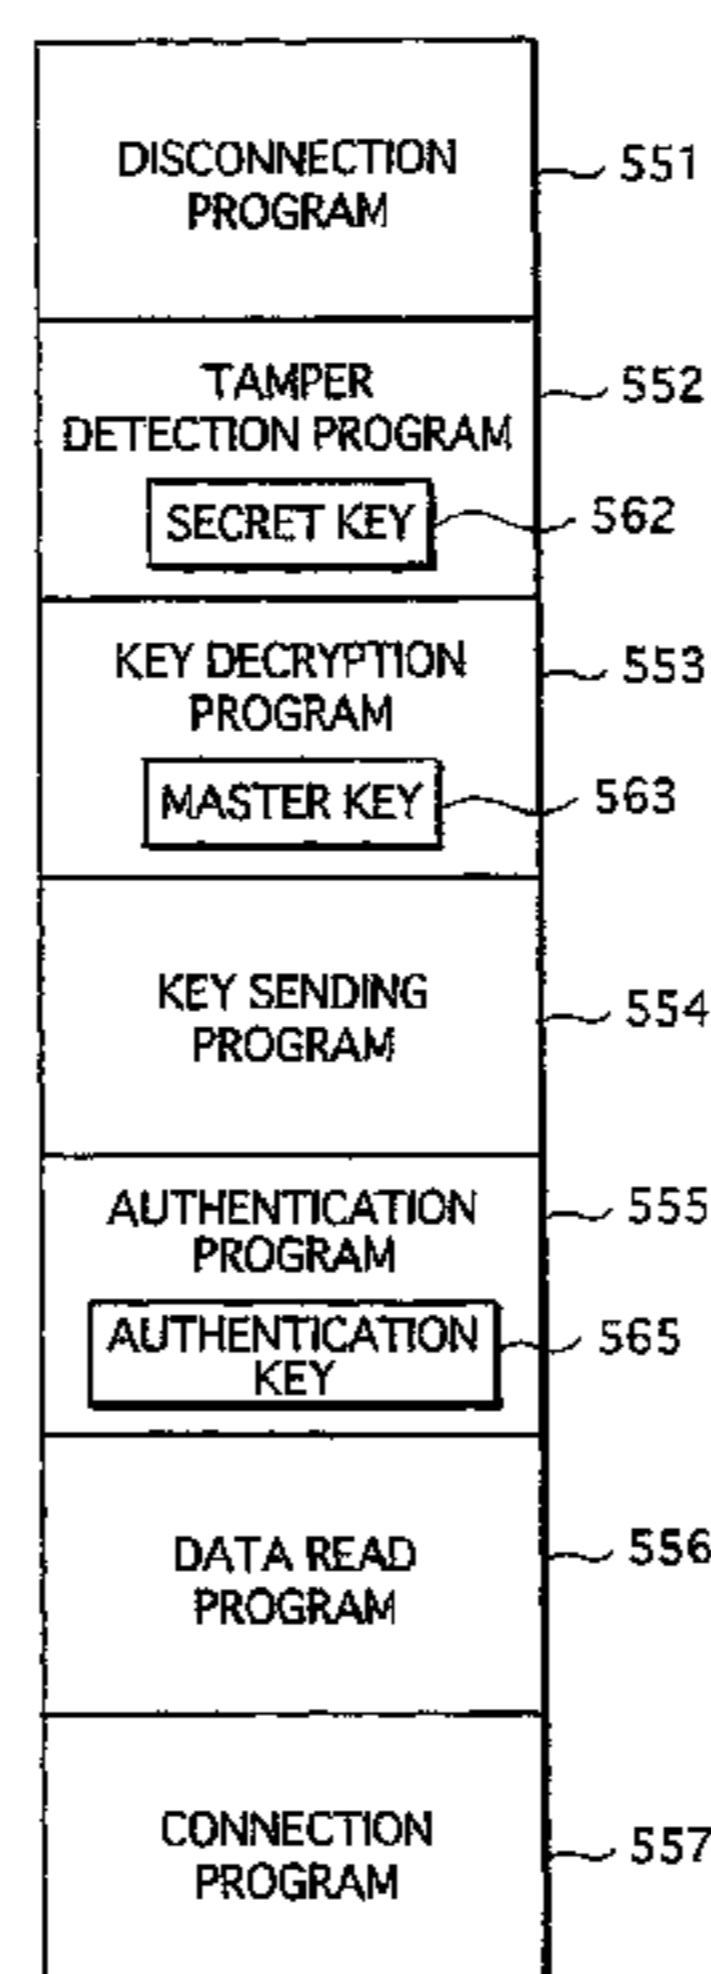 DISCONNECTION
PROGRAM
551
TAMPER
DETECTION PROGRAM
552
SECRET KEY
562
KEY DECRYPTION
PROGRAM
553
MASTER KEY
563
KEY SENDING
PROGRAM
554
AUTHENTICATION
PROGRAM
555
AUTHENTICATION
KEY
565
DATA READ
PROGRAM
556
CONNECTION
PROGRAM
557